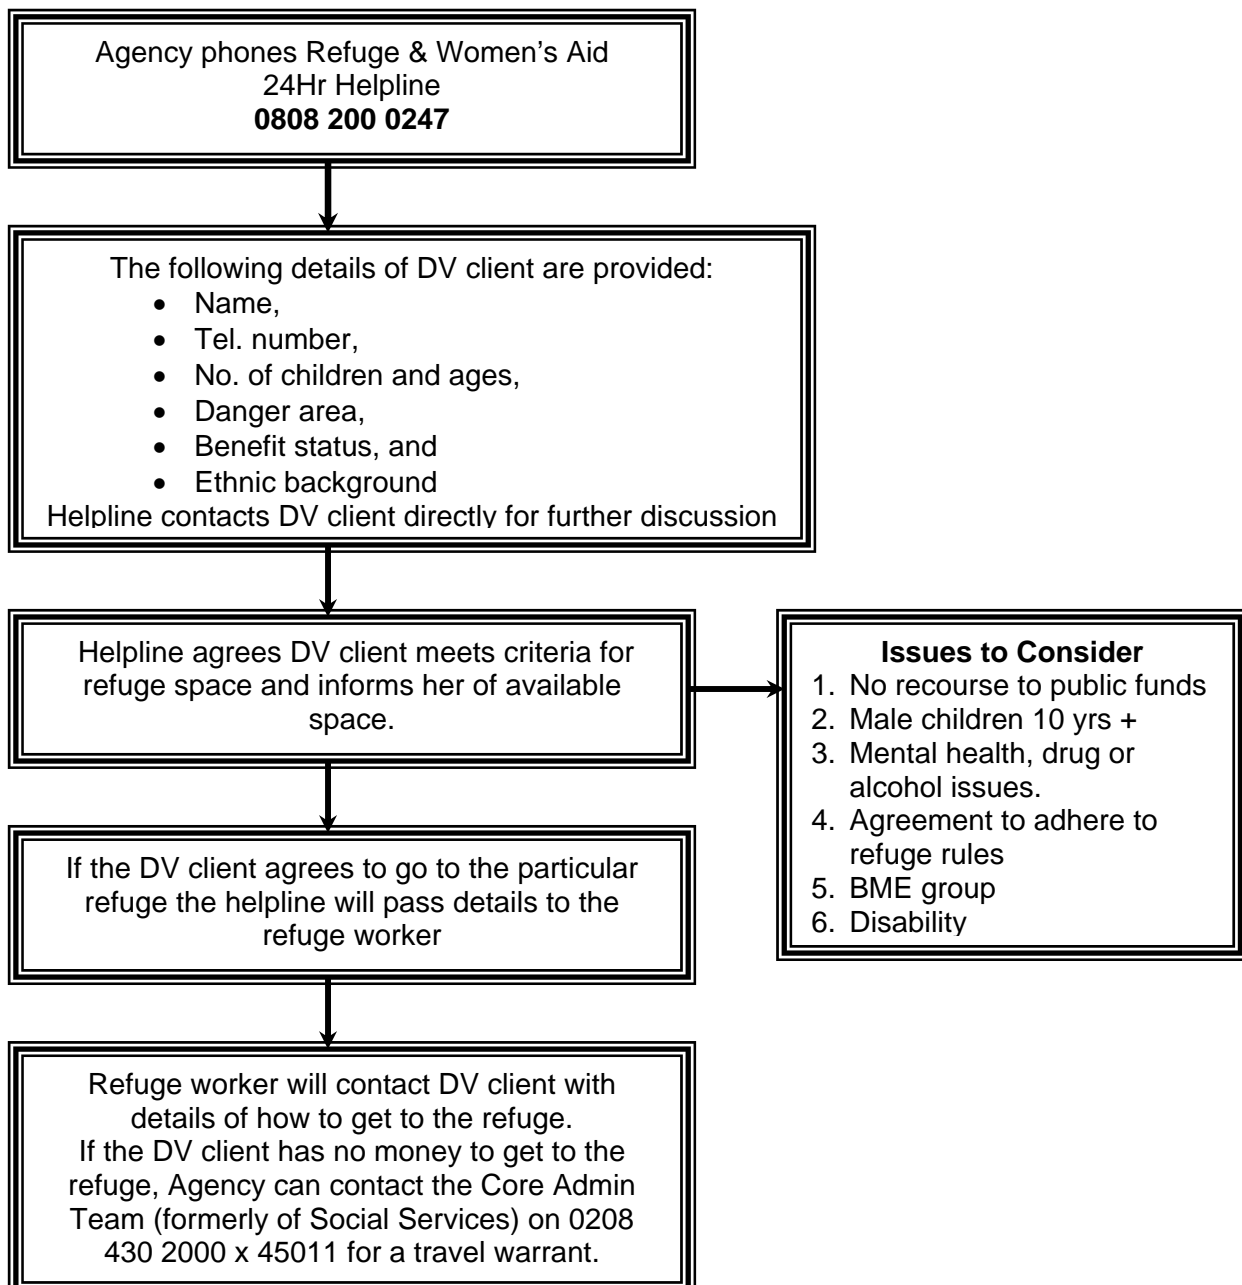 Agency phones Refuge & Women's Aid
24Hr Helpline
0808 200 0247
The following details of DV client are provided:
• Name,
• Tel. number,
• No. of children and ages,
• Danger area,
• Benefit status, and
• Ethnic background
Helpline contacts DV client directly for further discussion
Helpline agrees DV client meets criteria for
refuge space and informs her of available
space.
Issues to Consider
1. No recourse to public funds
2. Male children 10 yrs +
3. Mental health, drug or
alcohol issues.
4. Agreement to adhere to
refuge rules
5. BME group
6. Disability
If the DV client agrees to go to the particular
refuge the helpline will pass details to the
refuge worker
Refuge worker will contact DV client with
details of how to get to the refuge.
If the DV client has no money to get to the
refuge, Agency can contact the Core Admin
Team (formerly of Social Services) on 0208
430 2000 x 45011 for a travel warrant.